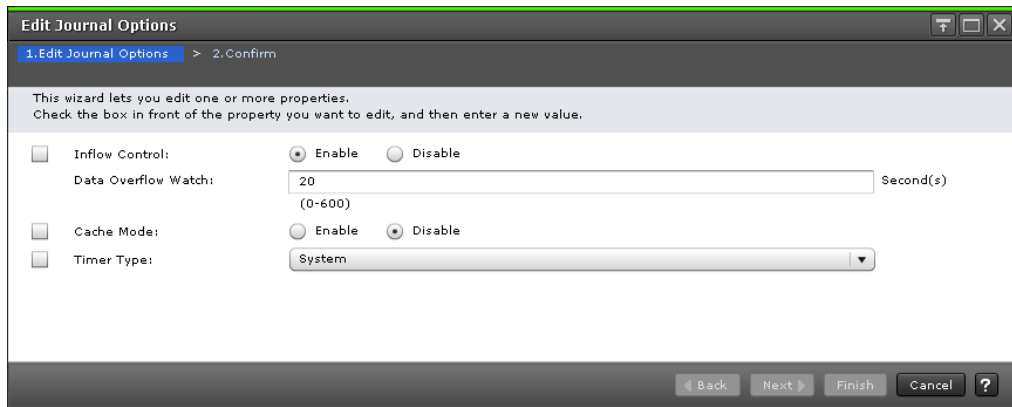 Edit Journal Options
1.Edit Journal Options > 2.Confirm
This wizard lets you edit one or more properties.
Check the box in front of the property you want to edit, and then enter a new value.
Inflow Control: Enable Disable
Data Overflow Watch: 20 Second(s)
(0-600)
Cache Mode: Enable Disable
Timer Type: System
Back Next Finish Cancel ?